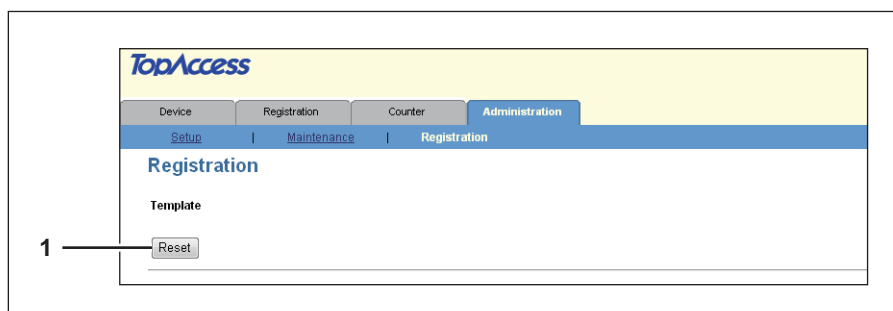 TopAccess
Device Registration Counter Administration
Setup | Maintenance | Registration
Registration
Template
1 Reset